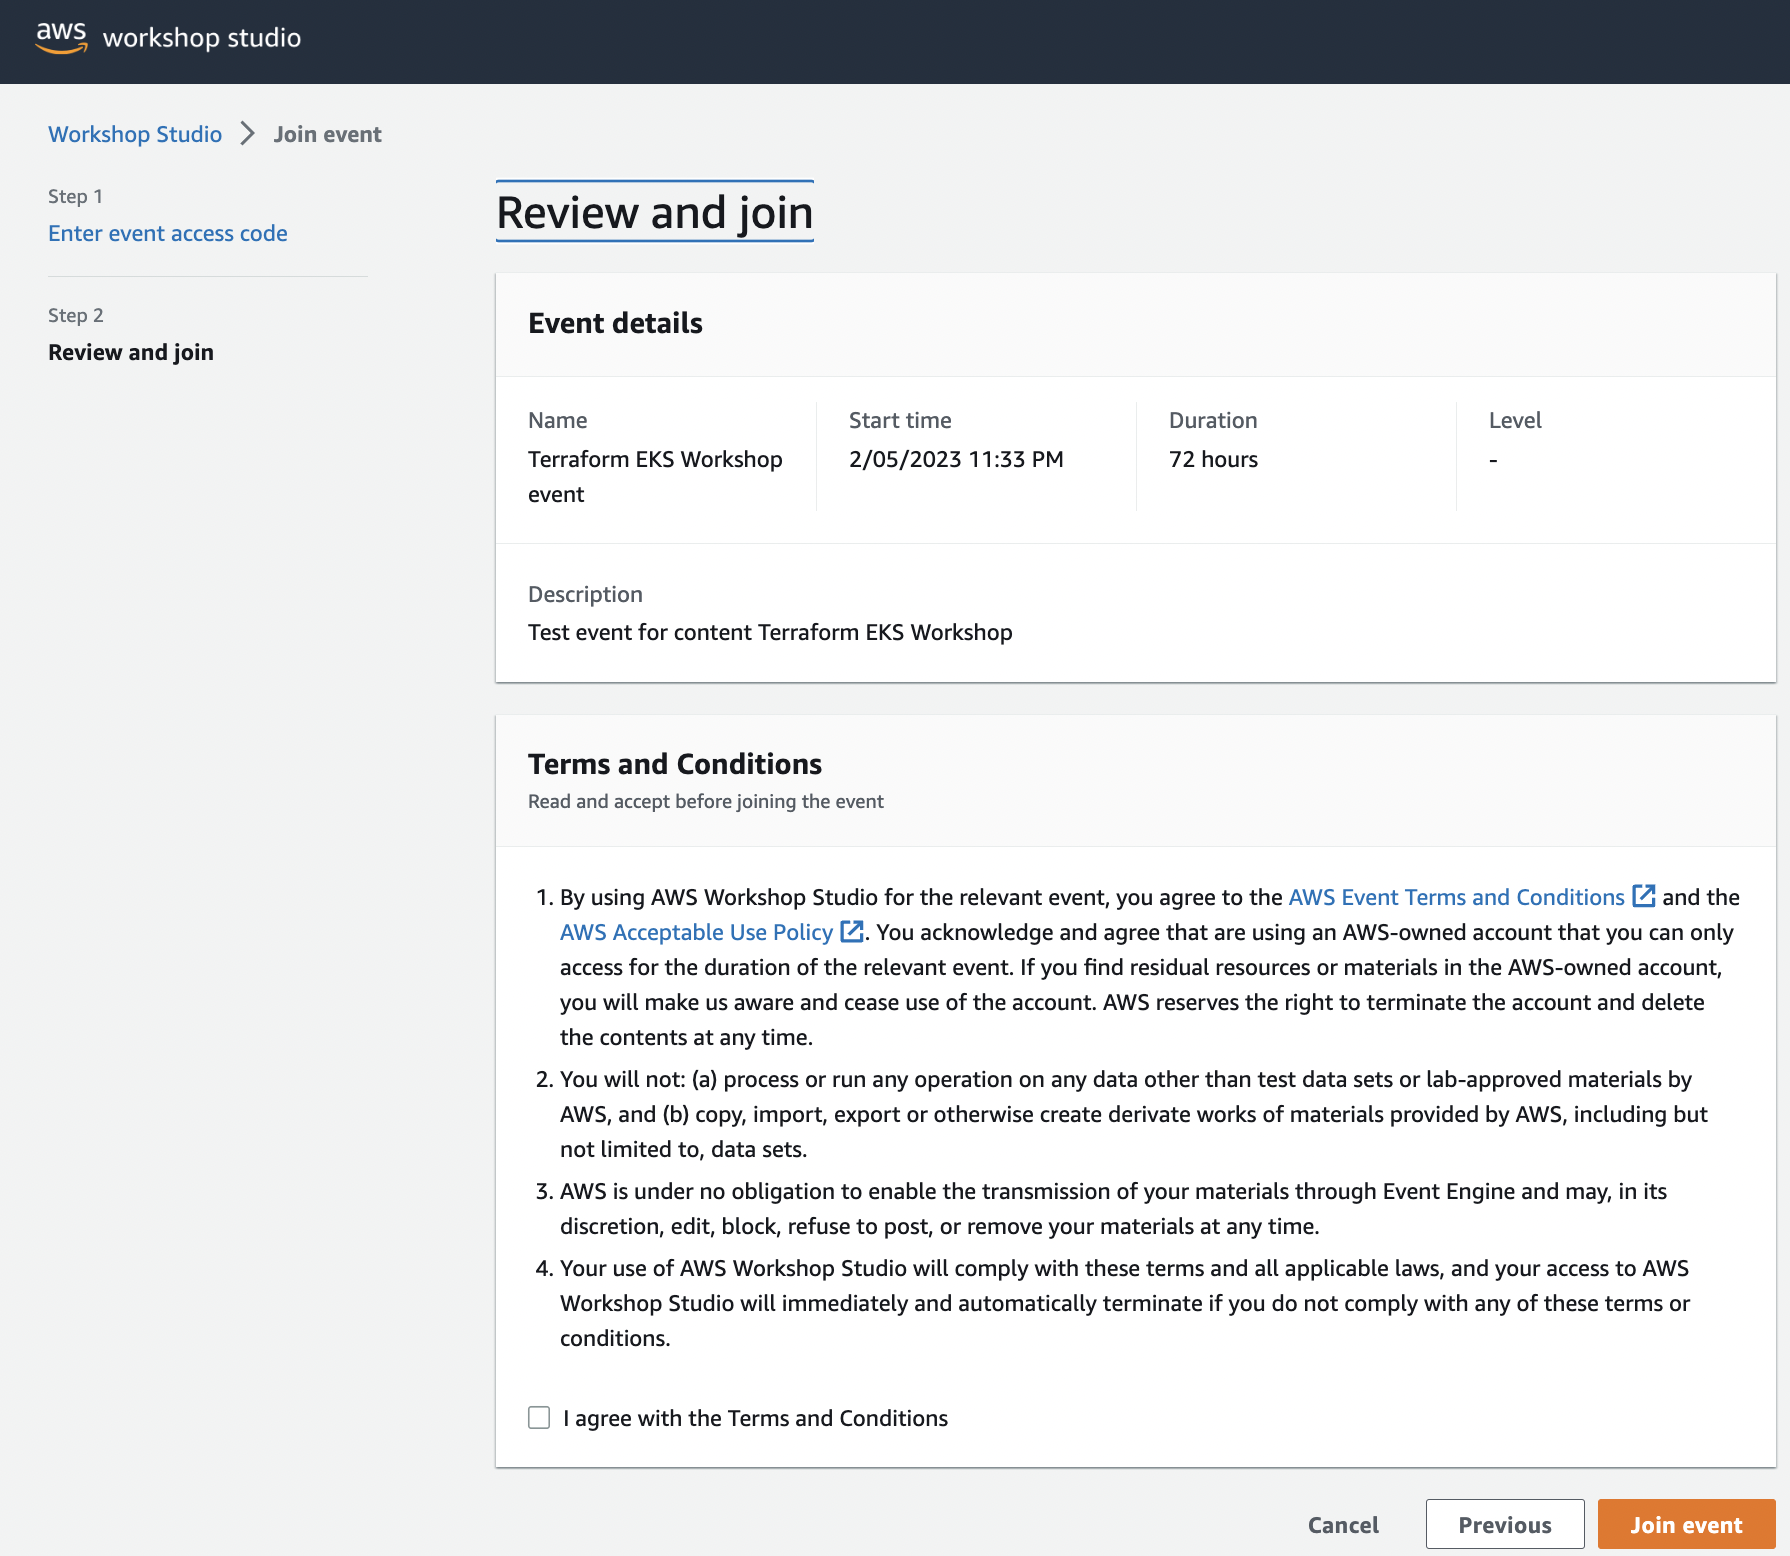 aws workshop studio
Workshop Studio > Join event
Step 1
Enter event access code
Step 2
Review and join
Review and join
Event details
Name
Terraform EKS Workshop
event
Start time
2/05/2023 11:33 PM
Duration
72 hours
Level
-
Description
Test event for content Terraform EKS Workshop
Terms and Conditions
Read and accept before joining the event
1. By using AWS Workshop Studio for the relevant event, you agree to the AWS Event Terms and Conditions and the
AWS Acceptable Use Policy . You acknowledge and agree that are using an AWS-owned account that you can only
access for the duration of the relevant event. If you find residual resources or materials in the AWS-owned account,
you will make us aware and cease use of the account. AWS reserves the right to terminate the account and delete
the contents at any time.
2. You will not: (a) process or run any operation on any data other than test data sets or lab-approved materials by
AWS, and (b) copy, import, export or otherwise create derivate works of materials provided by AWS, including but
not limited to, data sets.
3. AWS is under no obligation to enable the transmission of your materials through Event Engine and may, in its
discretion, edit, block, refuse to post, or remove your materials at any time.
4. Your use of AWS Workshop Studio will comply with these terms and all applicable laws, and your access to AWS
Workshop Studio will immediately and automatically terminate if you do not comply with any of these terms or
conditions.
I agree with the Terms and Conditions
Cancel
Previous
Join event